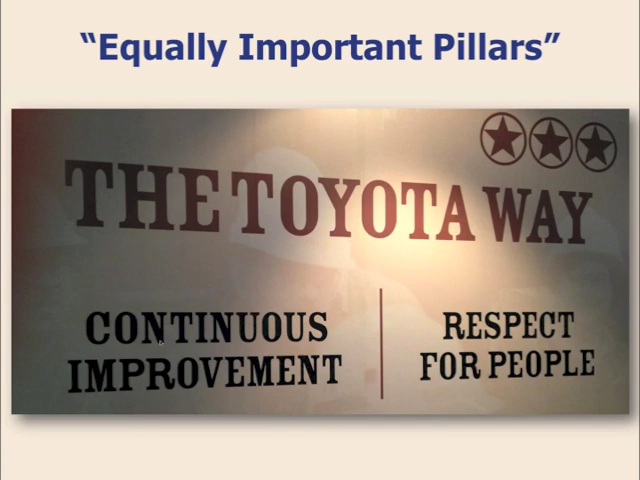 “Equally Important Pillars”
THE TOYOTA WAY
CONTINUOUS
IMPROVEMENT
RESPECT
FOR PEOPLE